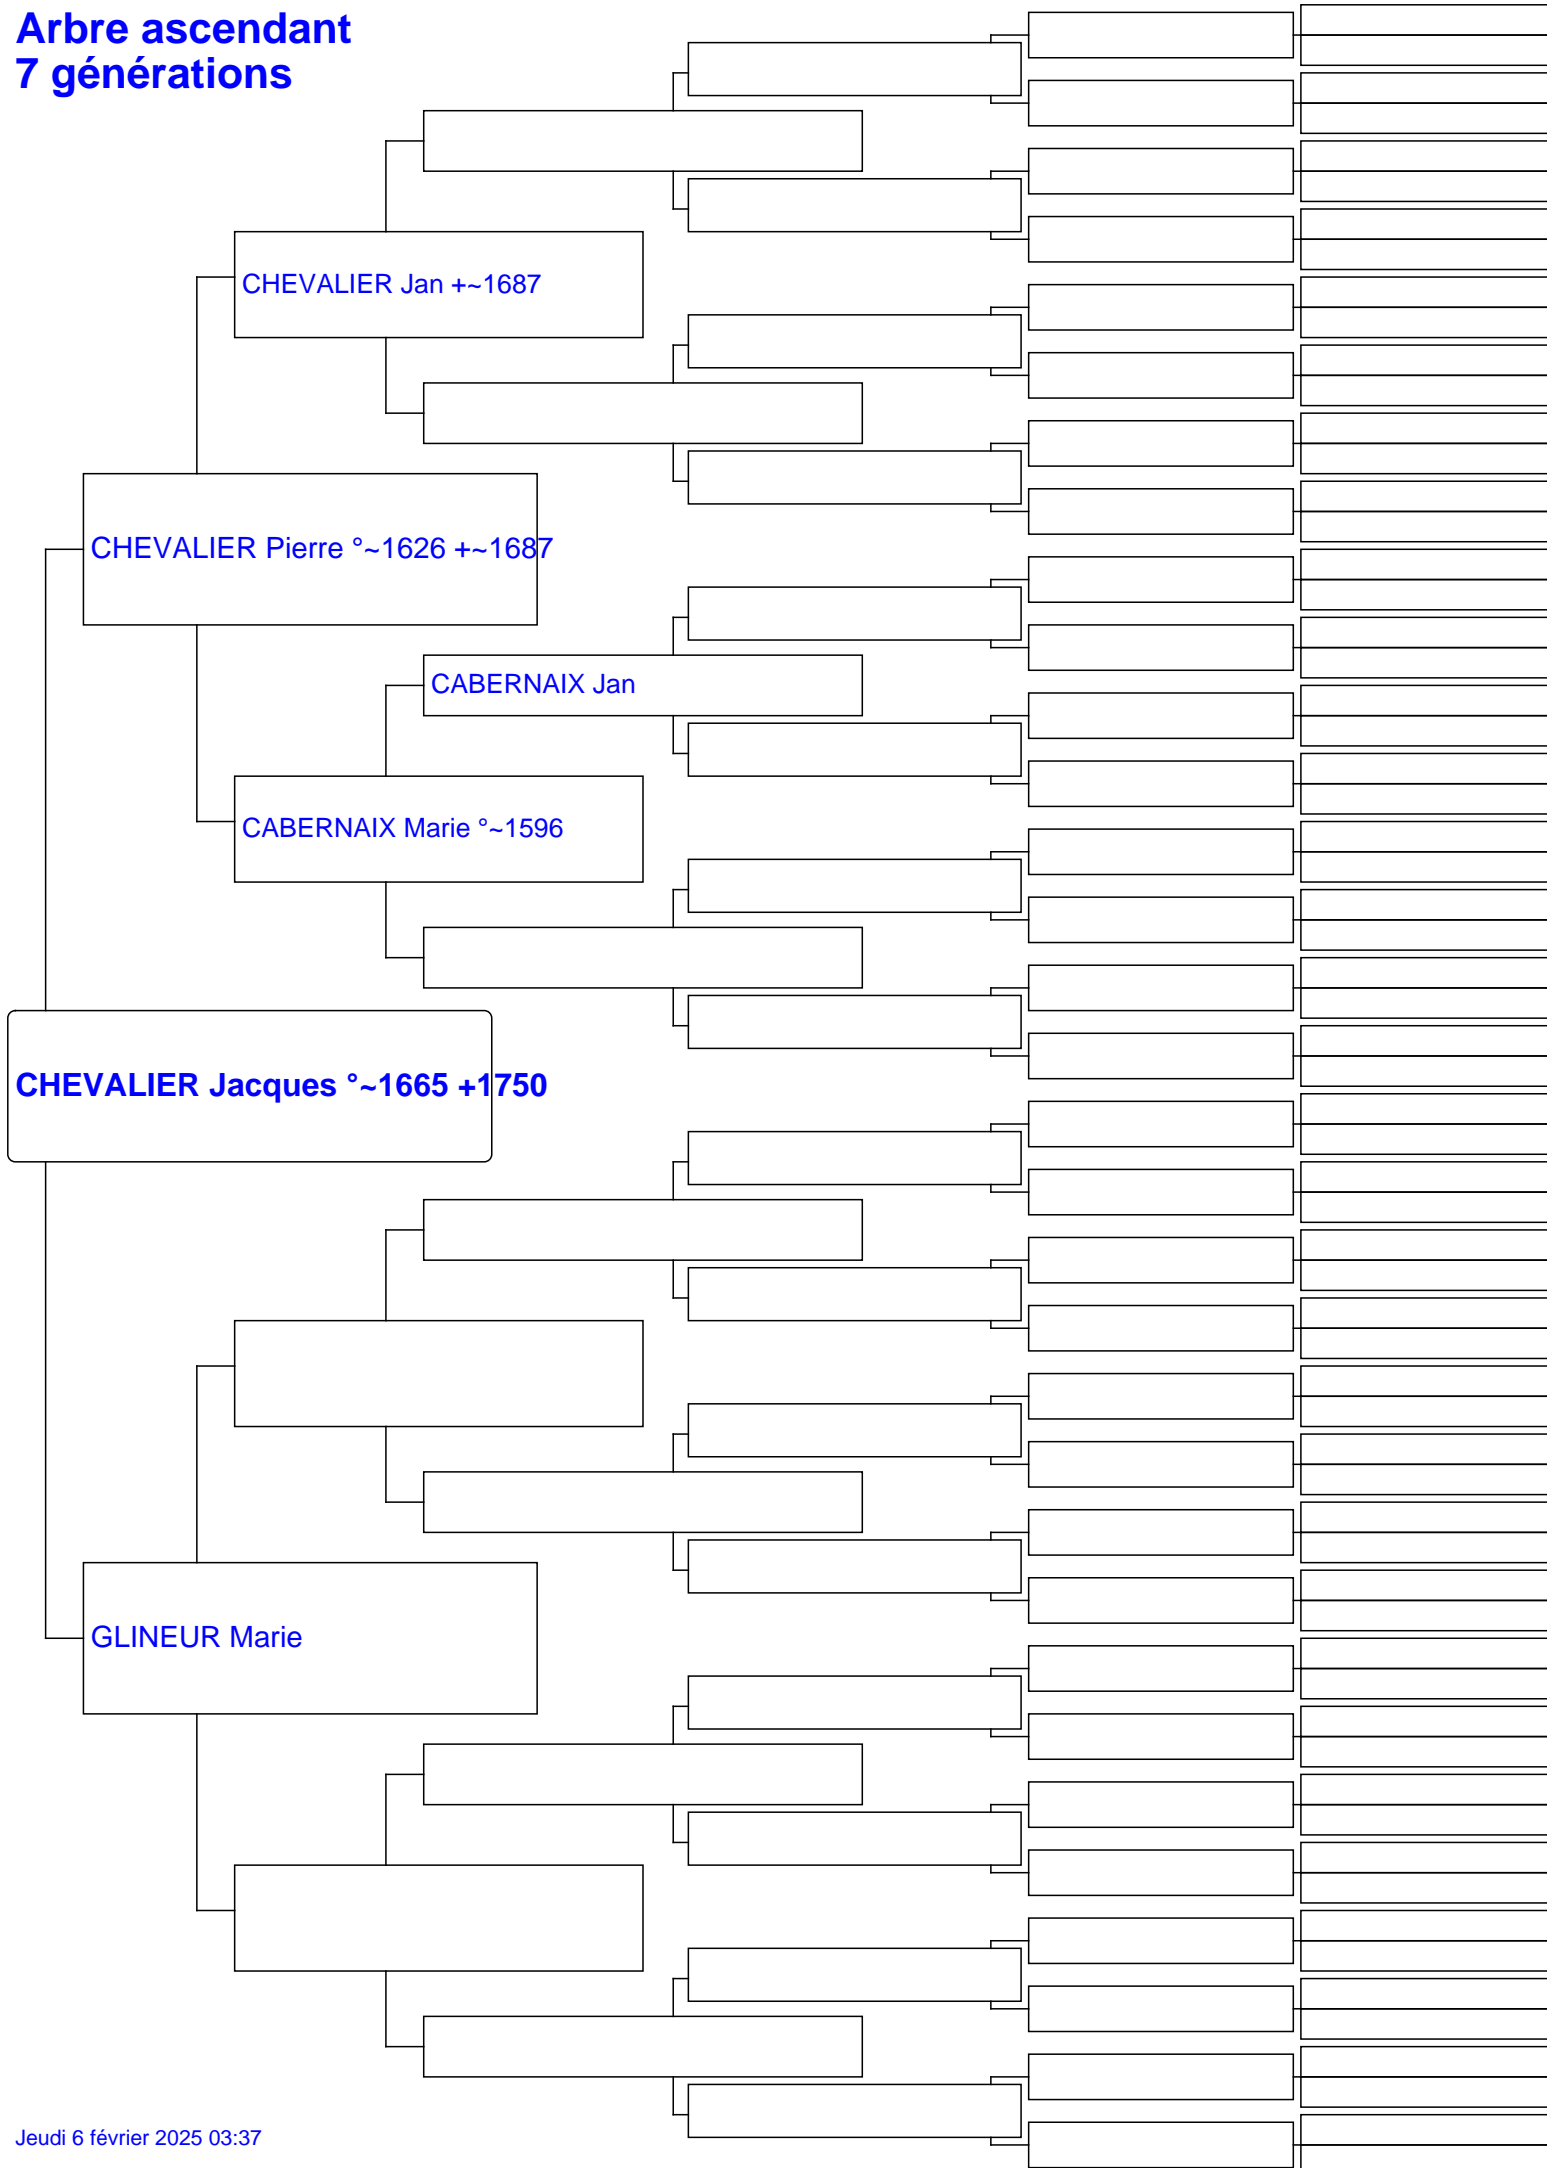 Arbre ascendant
7 générations
CHEVALIER Jan +~1687
CHEVALIER Pierre °~1626 +~1687
CABERNAIX Jan
CABERNAIX Marie °~1596
CHEVALIER Jacques °~1665 +1750
GLINEUR Marie
Jeudi 6 février 2025 03:37